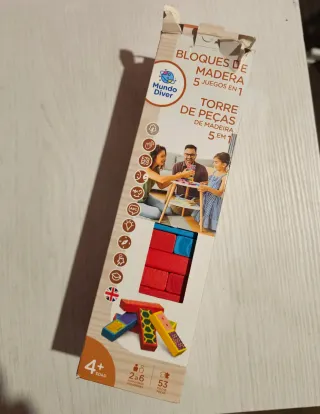 BLOQUES DE
MADERA
5 JUEGOS EN 1
Mundo
Diver
TORRE
DE PEÇAS
DE MADEIRA
5 EM 1
4+
2 a 6
53